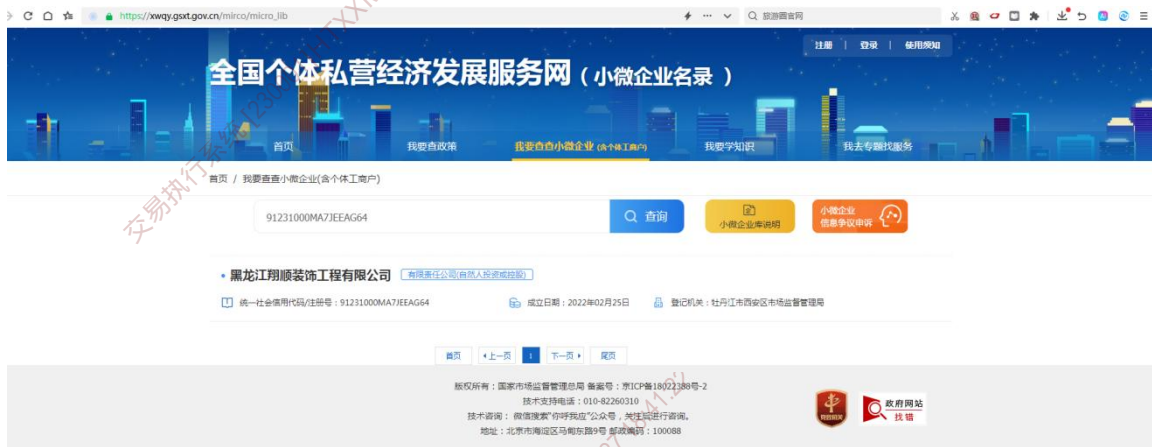 https://xwqy.gsxt.gov.cn/mirco/micro_lib
旅游圈官网
注册 | 登录 | 使用须知
全国个体私营经济发展服务网(小微企业名录 )
首页 我要查政策 我要查查小微企业(含个体工商户) 我要学知识 我去专题找服务
首页 / 我要查查小微企业(含个体工商户)
91231000MA7JEEAG64 查询 小微企业库说明
小微企业
信息争议申诉
黑龙江翔顺装饰工程有限公司 有限责任公司(自然人投资或控股)
统一社会信用代码/注册号:91231000MA7JEEAG64 成立日期:2022年02月25日 登记机关:牡丹江市西安区市场监督管理局
首页 上一页 1 下一页 尾页
版权所有:国家市场监督管理总局 备案号:京ICP备18022388号-2
技术支持电话:010-82260310
技术咨询: 微信搜索"你呼我应"公众号,关注后进行咨询。
地址:北京市海淀区马甸东路9号 邮政编码:100088
政府网站
找错
交易执行系统